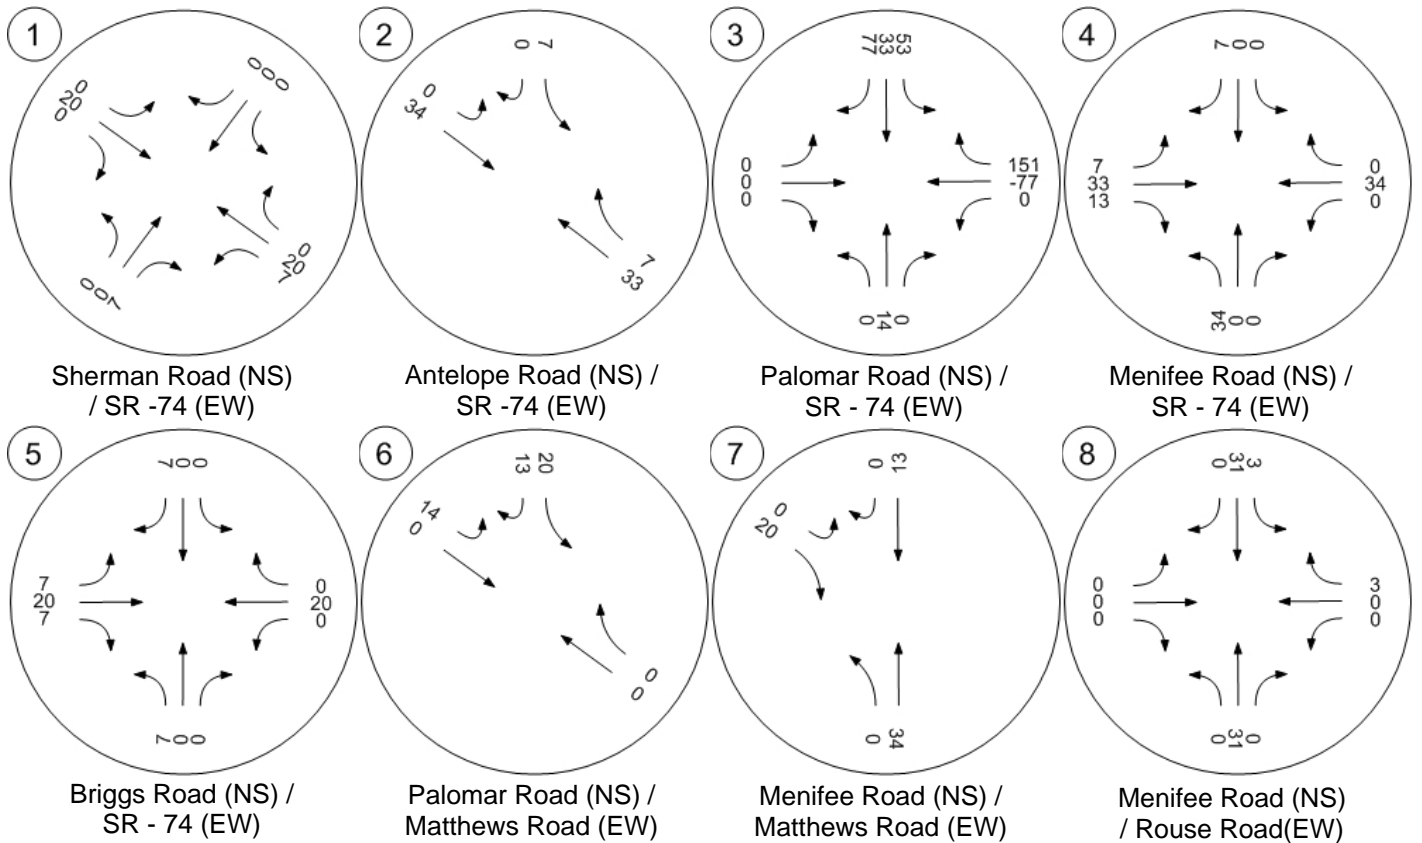 1
0
20
0
0 0 0
0
20
7
0 0 7
Sherman Road (NS)
/ SR -74 (EW)
2
0 7
0
34
7
33
Antelope Road (NS) /
SR -74 (EW)
3
77 33 53
0
0
0
151
-77
0
0 14 0
Palomar Road (NS) /
SR - 74 (EW)
4
7 0 0
7
33
13
0
34
0
34 0 0
Menifee Road (NS) /
SR - 74 (EW)
5
7 0 0
7
20
7
0
20
0
7 0 0
Briggs Road (NS) /
SR - 74 (EW)
6
13 20
14
0
0
0
Palomar Road (NS) /
Matthews Road (EW)
7
0 13
0
20
0 34
Menifee Road (NS) /
Matthews Road (EW)
8
0 31 3
0
0
0
3
0
0
0 31 0
Menifee Road (NS)
/ Rouse Road(EW)